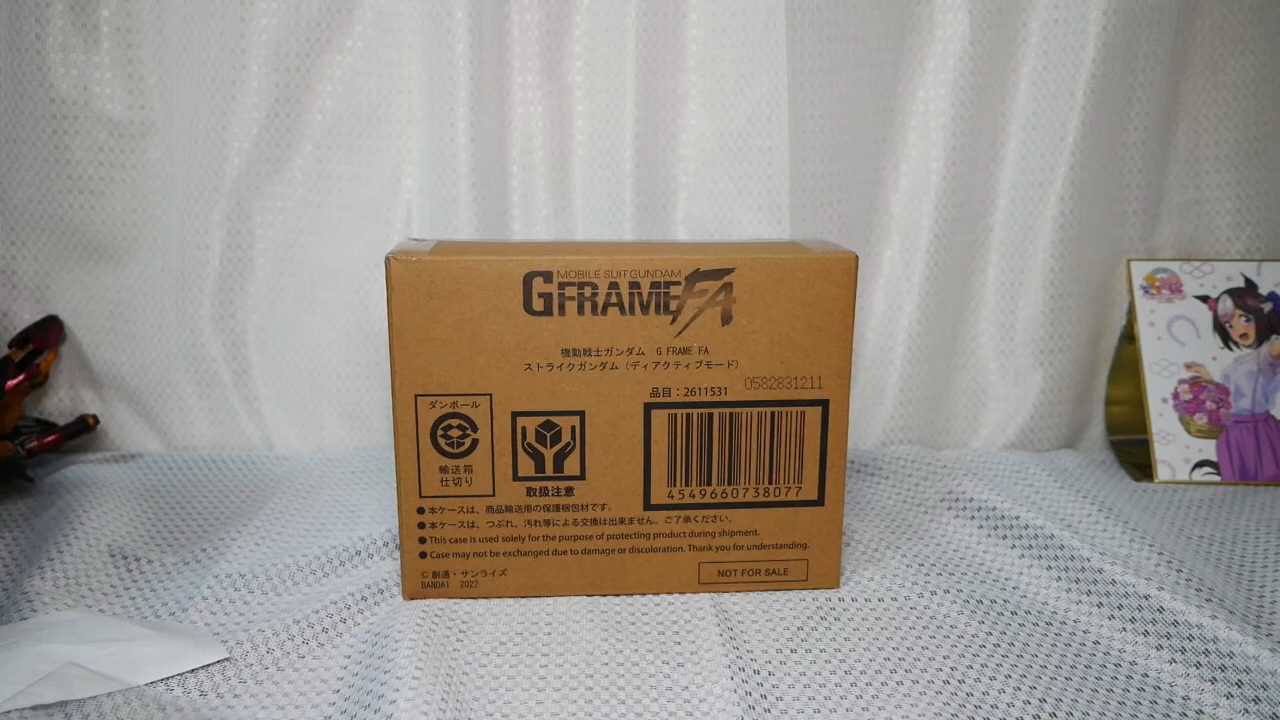 MOBILE SUIT GUNDAM
GFRAMEFA
機動戦士ガンダム G FRAME FA
ストライクガンダム（ディアクティブモード）
品目：2611531
0582831211
ダンボール
輸送箱
仕切り
取扱注意
4549660738077
●本ケースは、商品輸送用の保護梱包材です。
●本ケースは、つぶれ、汚れ等による交換は出来ません。ご了承ください。
●This case is used solely for the purpose of protecting product during shipment.
●Case may not be exchanged due to damage or discoloration. Thank you for understanding.
©創通・サンライズ
BANDAI 2022
NOT FOR SALE